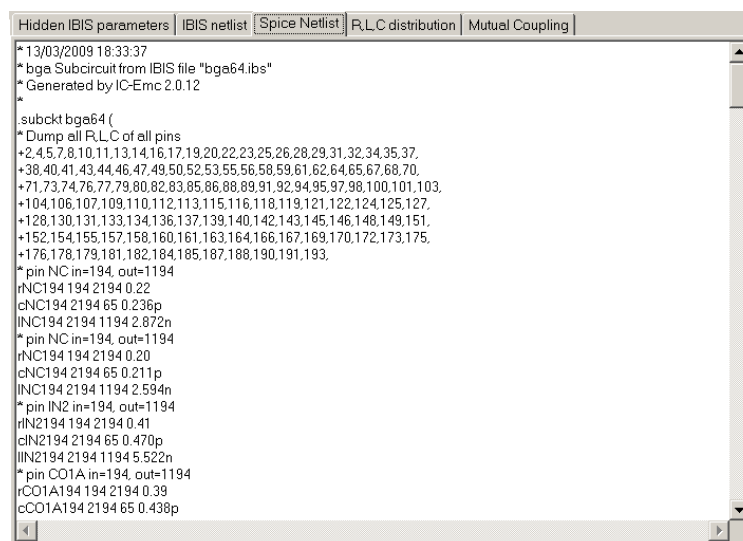 Hidden IBIS parameters IBIS netlist Spice Netlist R,L,C distribution Mutual Coupling
* 13/03/2009 18:33:37
* bga Subcircuit from IBIS file "bga64.ibs"
* Generated by IC-Emc 2.0.12
*
.subckt bga64 (
* Dump all R,L,C of all pins
+2,4,5,7,8,10,11,13,14,16,17,19,20,22,23,25,26,28,29,31,32,34,35,37,
+38,40,41,43,44,46,47,49,50,52,53,55,56,58,59,61,62,64,65,67,68,70,
+71,73,74,76,77,79,80,82,83,85,86,88,89,91,92,94,95,97,98,100,101,103,
+104,106,107,109,110,112,113,115,116,118,119,121,122,124,125,127,
+128,130,131,133,134,136,137,139,140,142,143,145,146,148,149,151,
+152,154,155,157,158,160,161,163,164,166,167,169,170,172,173,175,
+176,178,179,181,182,184,185,187,188,190,191,193,
* pin NC in=194, out=1194
rNC194 194 2194 0.22
cNC194 2194 65 0.236p
lNC194 2194 1194 2.872n
* pin NC in=194, out=1194
rNC194 194 2194 0.20
cNC194 2194 65 0.211p
lNC194 2194 1194 2.594n
* pin IN2 in=194, out=1194
rIN2194 194 2194 0.41
cIN2194 2194 65 0.470p
lIN2194 2194 1194 5.522n
* pin CO1A in=194, out=1194
rCO1A194 194 2194 0.39
cCO1A194 2194 65 0.438p